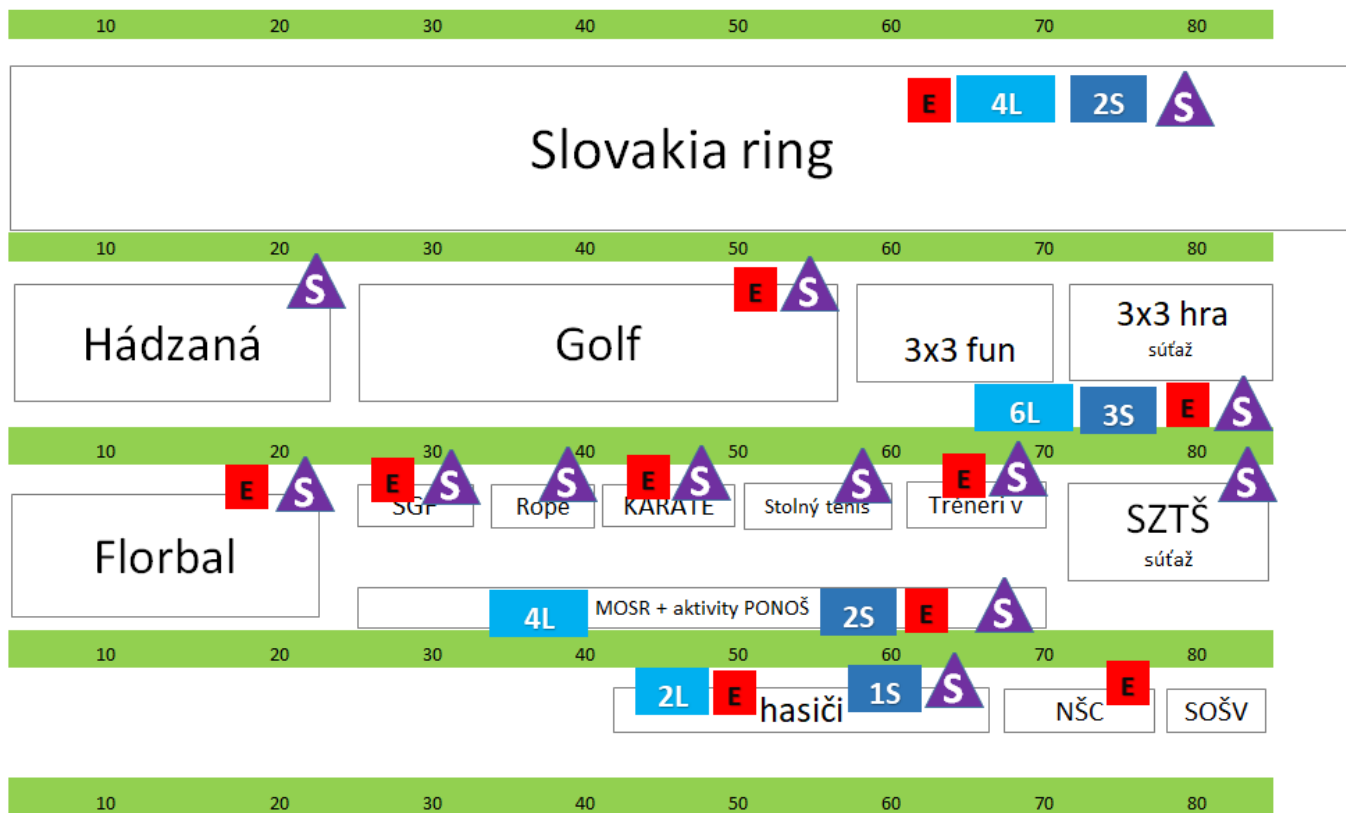 10 20 30 40 50 60 70 80
E 4L 2S S
Slovakia ring
10 20 30 40 50 60 70 80
S E S
Hádzaná Golf 3x3 fun 3x3 hra
súťaž
6L 3S E S
10 20 30 40 50 60 70 80
E S E S S E S S E S S
SGF Rope KARATE Stolný tenis Tréneri v SZTŠ
Florbal súťaž
4L MOSR + aktivity PONOŠ 2S E S
10 20 30 40 50 60 70 80
2L E hasiči 1S S NŠC E SOŠV
10 20 30 40 50 60 70 80